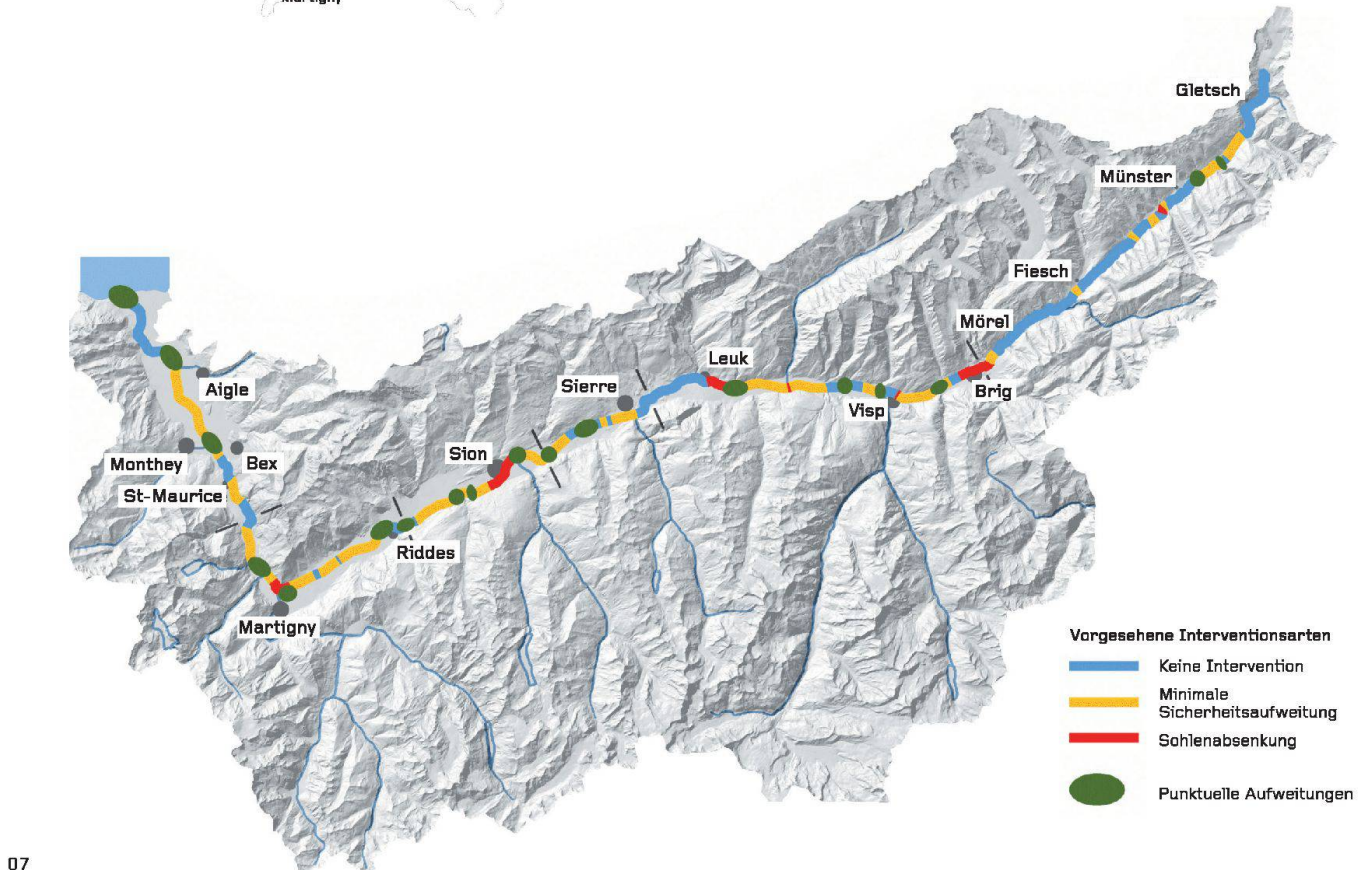 Martigny
Gletsch
Münster
Fiesch
Mörel
Leuk
Aigle
Sierre
Brig
Visp
Sion
Monthey
Bex
St-Maurice
Riddes
Martigny
Vorgesehene Interventionsarten
Keine Intervention
Minimale
Sicherheitsaufweitung
Sohlenabsenkung
Punktuelle Aufweitungen
07